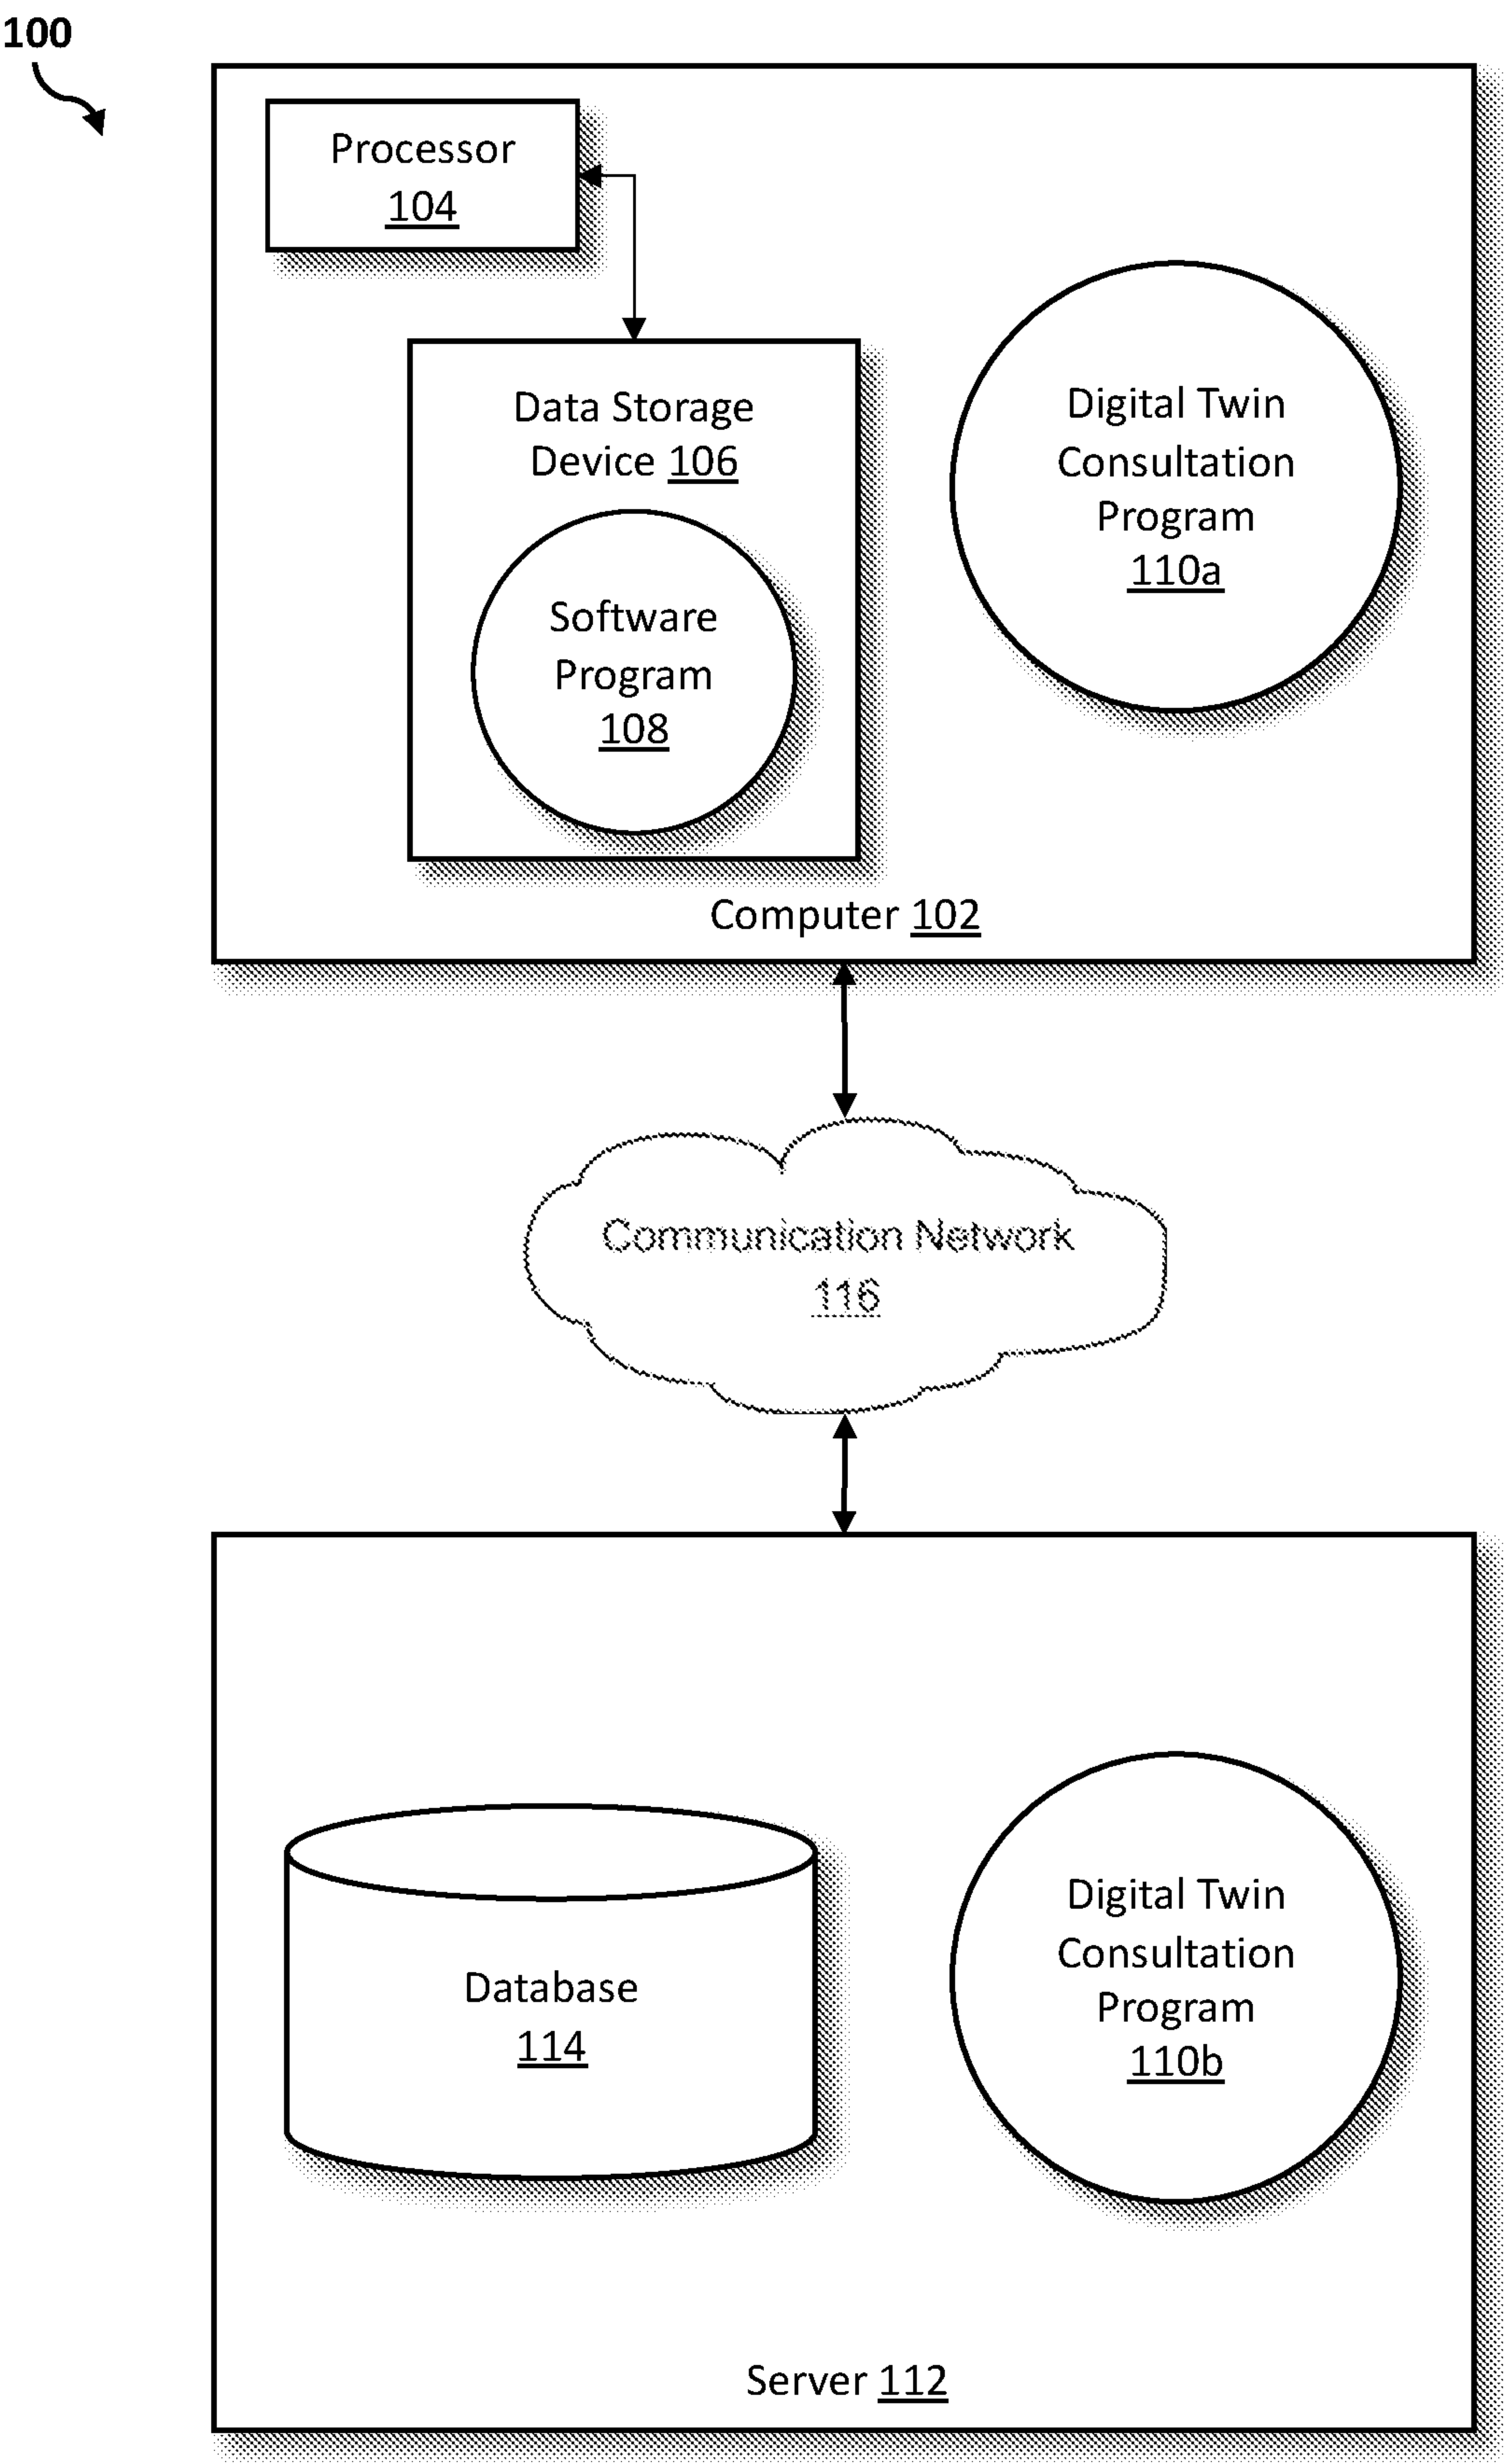 100
Processor
104
Data Storage
Device 106
Software
Program
108
Digital Twin
Consultation
Program
110a
Computer 102
Communication Network
116
Database
114
Digital Twin
Consultation
Program
110b
Server 112